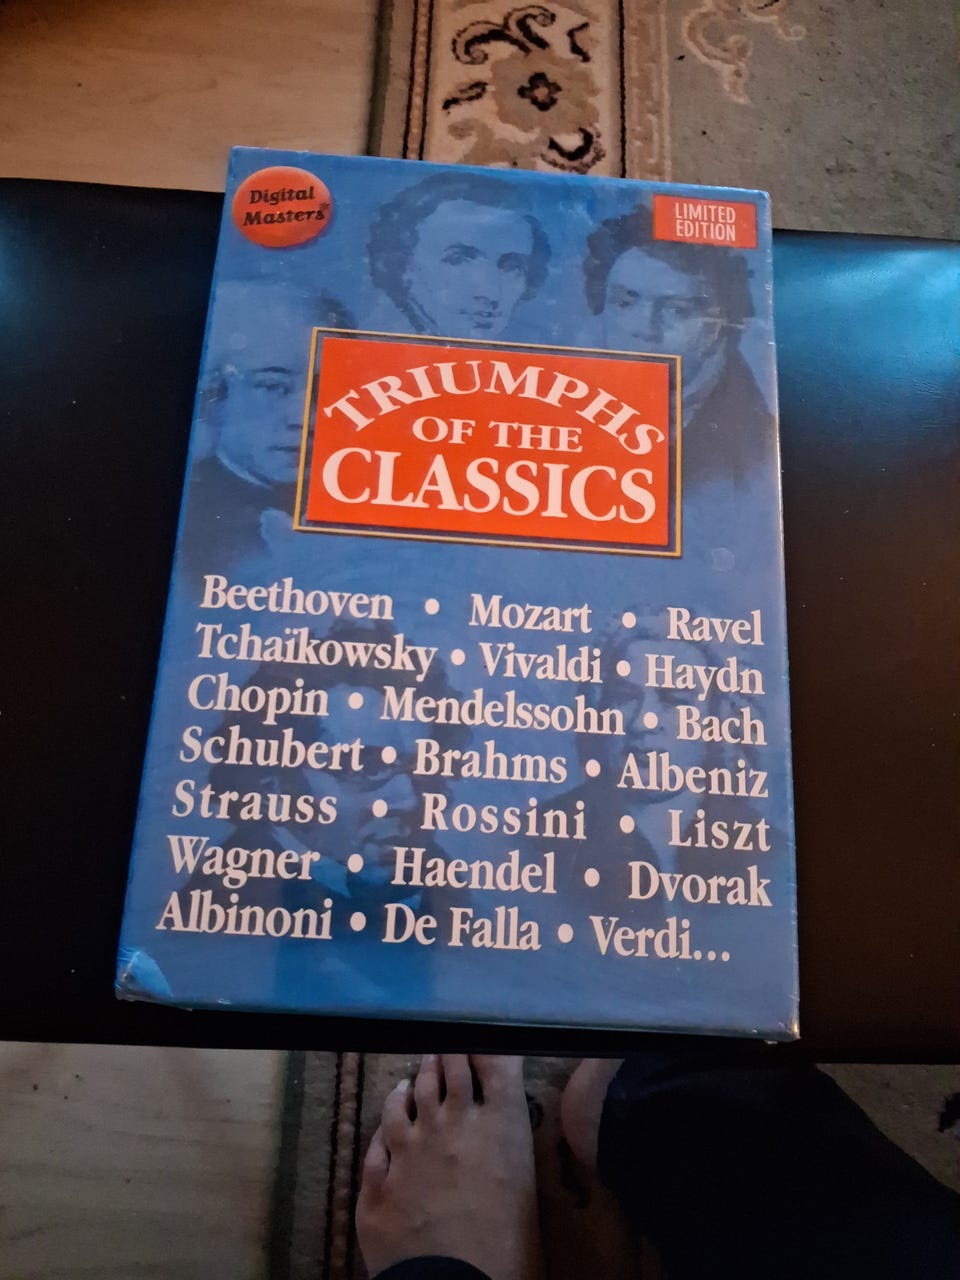 Digital
Masters
LIMITED
EDITION
TRIUMPHS
OF THE
CLASSICS
Beethoven • Mozart • Ravel
Tchaïkowsky • Vivaldi • Haydn
Chopin • Mendelssohn • Bach
Schubert • Brahms • Albeniz
Strauss • Rossini • Liszt
Wagner • Haendel • Dvorak
Albinoni • De Falla • Verdi...